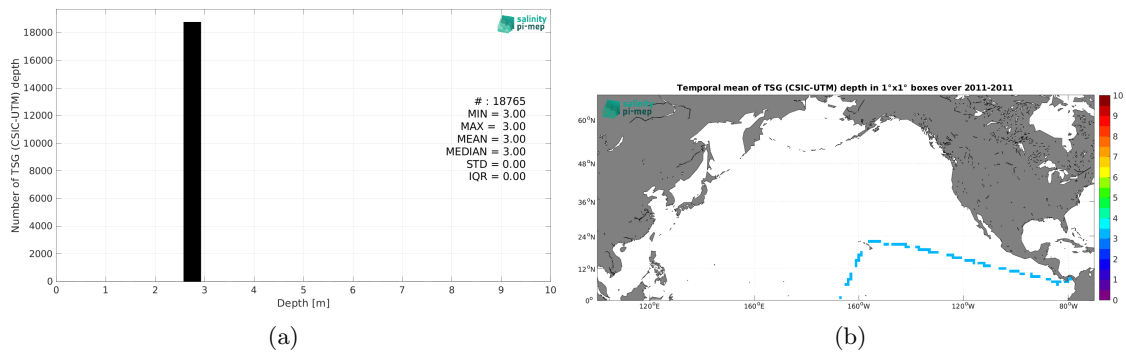 salinity
pi-mep
Number of TSG (CSIC-UTM) depth
18000
16000
14000
12000
10000
8000
6000
4000
2000
0
# : 18765
MIN = 3.00
MAX = 3.00
MEAN = 3.00
MEDIAN = 3.00
STD = 0.00
IQR = 0.00
0 1 2 3 4 5 6 7 8 9 10
Depth [m]
(a)
Temporal mean of TSG (CSIC-UTM) depth in 1°x1° boxes over 2011-2011
salinity
pi-mep
60°N
48°N
36°N
24°N
12°N
0°
120°E 160°E 160°W 120°W 80°W
10
9
8
7
6
5
4
3
2
1
0
(b)